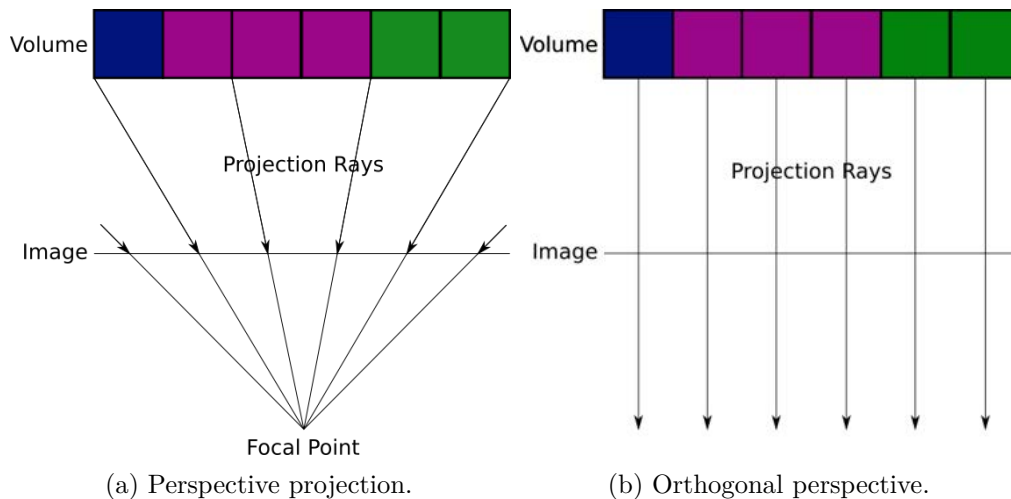 Volume
Projection Rays
Image
Focal Point
(a) Perspective projection.
Volume
Projection Rays
Image
(b) Orthogonal perspective.